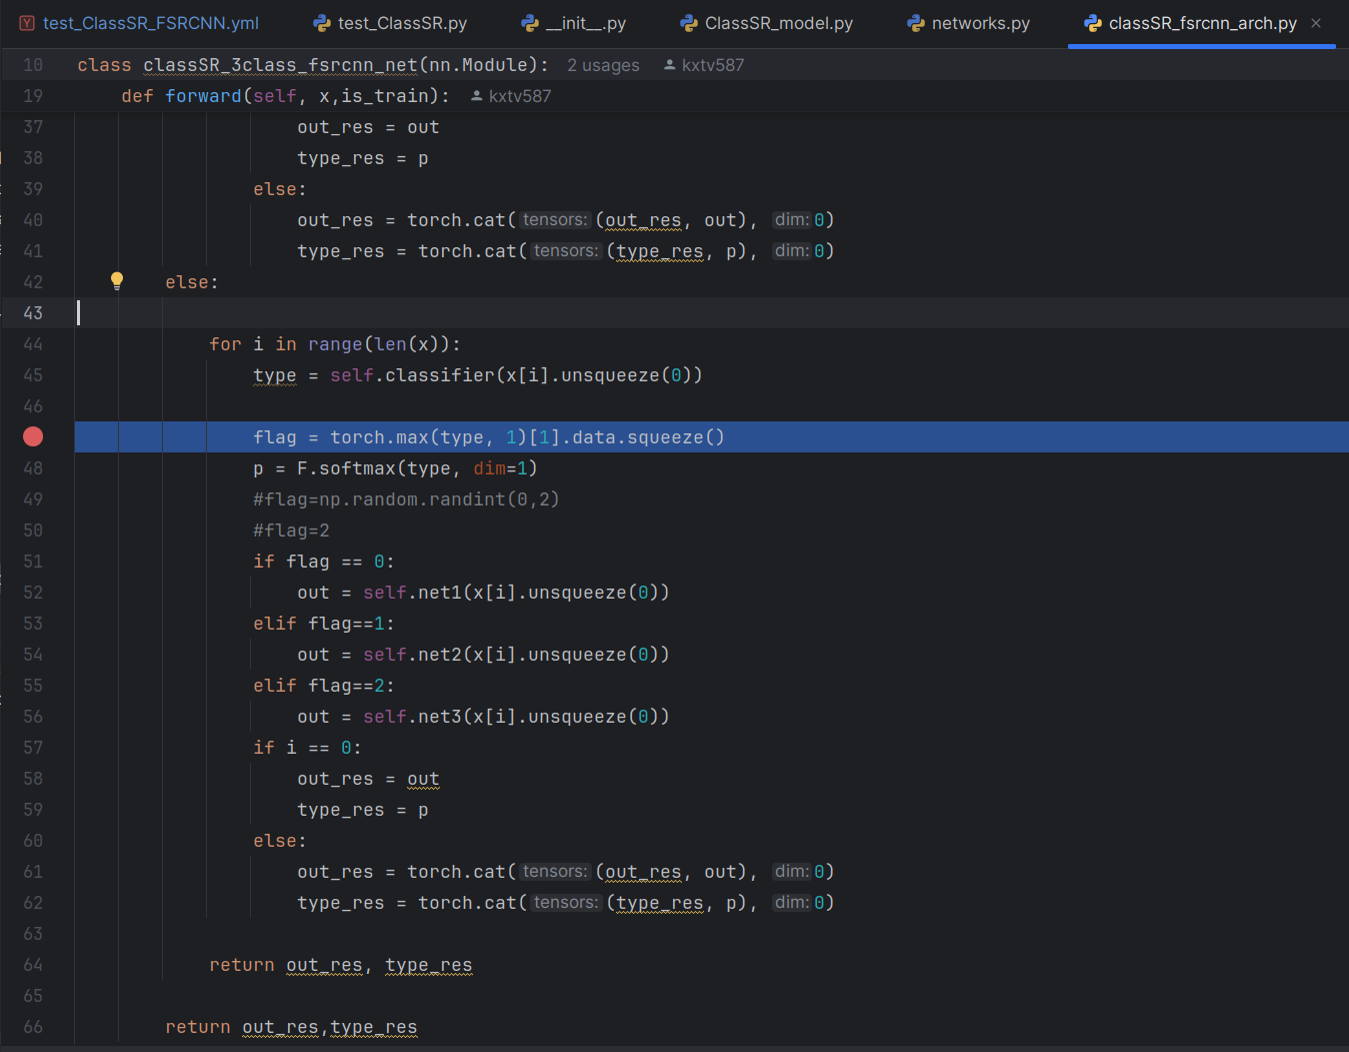 test_ClassSR_FSRCNN.yml test_ClassSR.py __init__.py ClassSR_model.py networks.py classSR_fsrcnn_arch.py ×
10 class classSR_3class_fsrcnn_net(nn.Module): 2 usages kxtv587
19 def forward(self, x,is_train): kxtv587
37 out_res = out
38 type_res = p
39 else:
40 out_res = torch.cat( tensors: (out_res, out), dim: 0)
41 type_res = torch.cat( tensors: (type_res, p), dim: 0)
42 else:
43
44 for i in range(len(x)):
45 type = self.classifier(x[i].unsqueeze(0))
46
flag = torch.max(type, 1)[1].data.squeeze()
48 p = F.softmax(type, dim=1)
49 #flag=np.random.randint(0,2)
50 #flag=2
51 if flag == 0:
52 out = self.net1(x[i].unsqueeze(0))
53 elif flag==1:
54 out = self.net2(x[i].unsqueeze(0))
55 elif flag==2:
56 out = self.net3(x[i].unsqueeze(0))
57 if i == 0:
58 out_res = out
59 type_res = p
60 else:
61 out_res = torch.cat( tensors: (out_res, out), dim: 0)
62 type_res = torch.cat( tensors: (type_res, p), dim: 0)
63
64 return out_res, type_res
65
66 return out_res,type_res